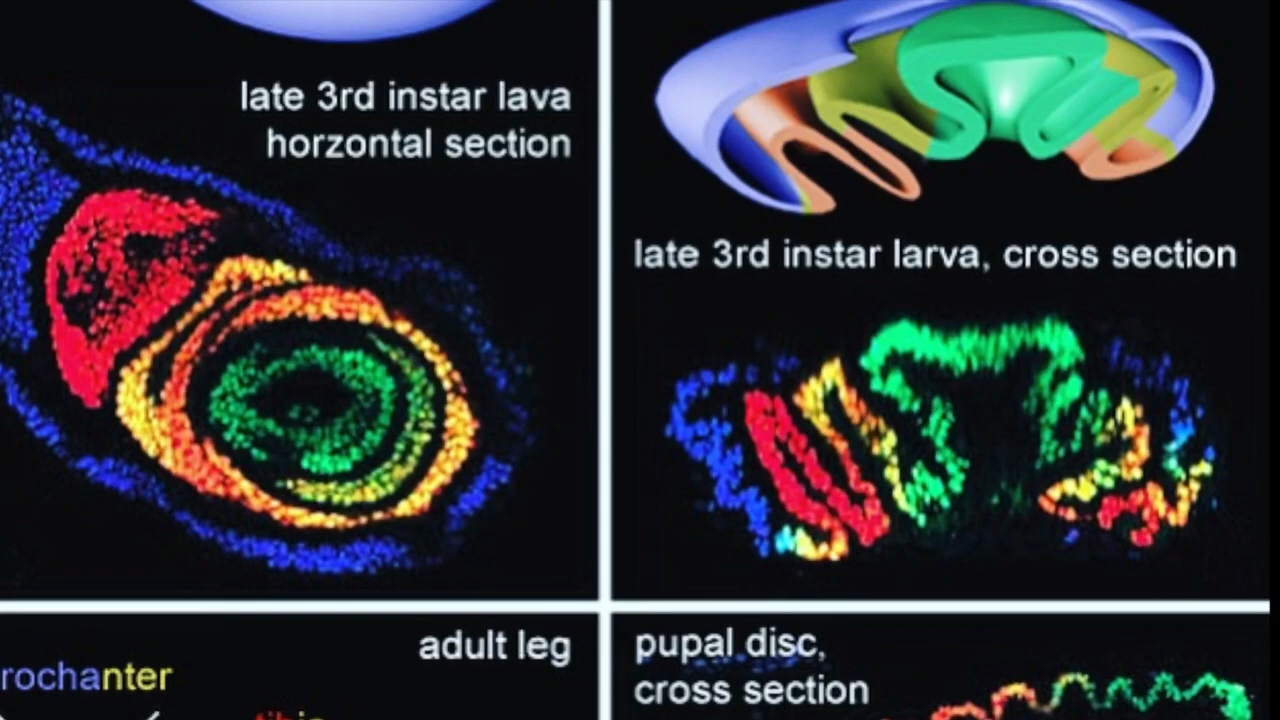 late 3rd instar lava
horzontal section
late 3rd instar larva, cross section
adult leg
rochanter
pupal disc,
cross section